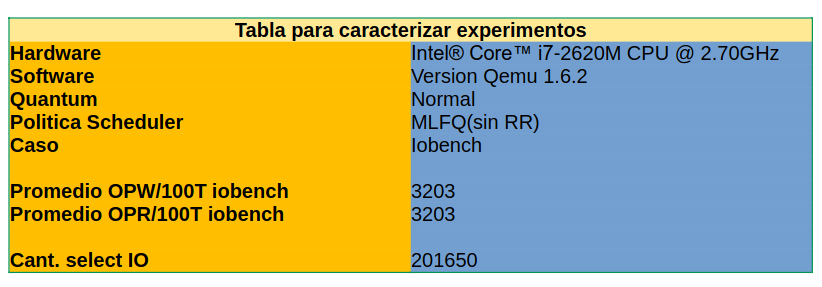 Tabla para caracterizar experimentos
Hardware Intel® Core™ i7-2620M CPU @ 2.70GHz
Software Version Qemu 1.6.2
Quantum Normal
Politica Scheduler MLFQ(sin RR)
Caso Iobench
Promedio OPW/100T iobench 3203
Promedio OPR/100T iobench 3203
Cant. select IO 201650